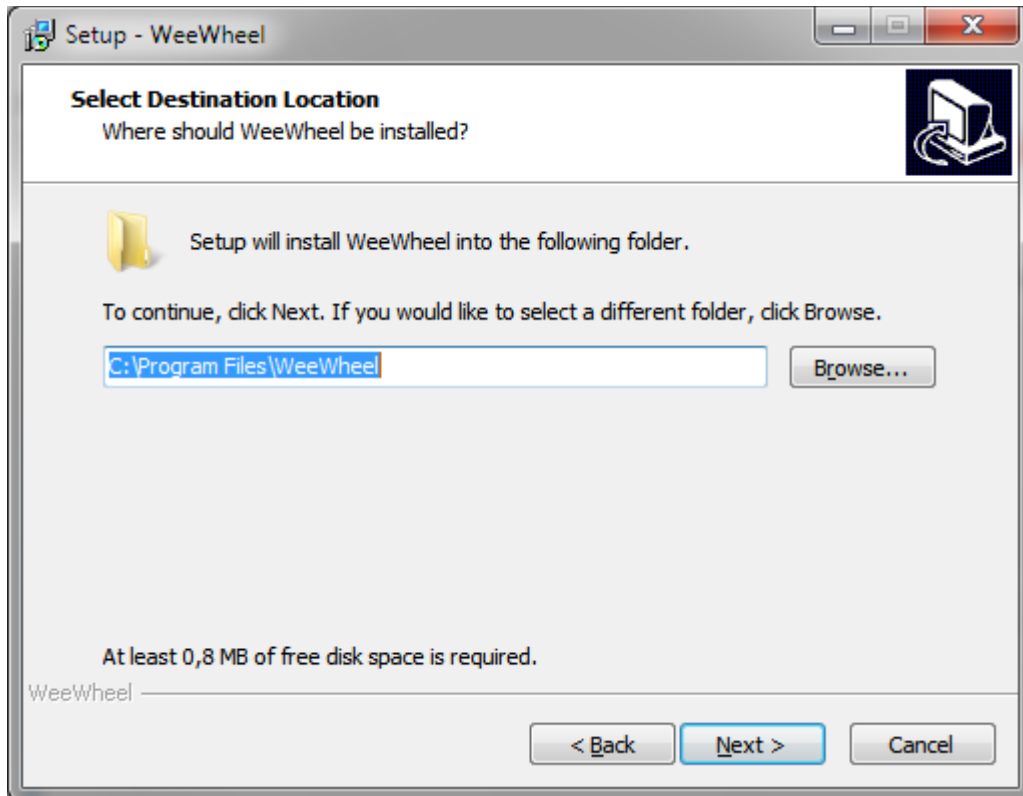 Setup - WeeWheel
Select Destination Location
Where should WeeWheel be installed?
Setup will install WeeWheel into the following folder.
To continue, click Next. If you would like to select a different folder, click Browse.
C:\Program Files\WeeWheel
Browse...
At least 0,8 MB of free disk space is required.
WeeWheel
< Back
Next >
Cancel